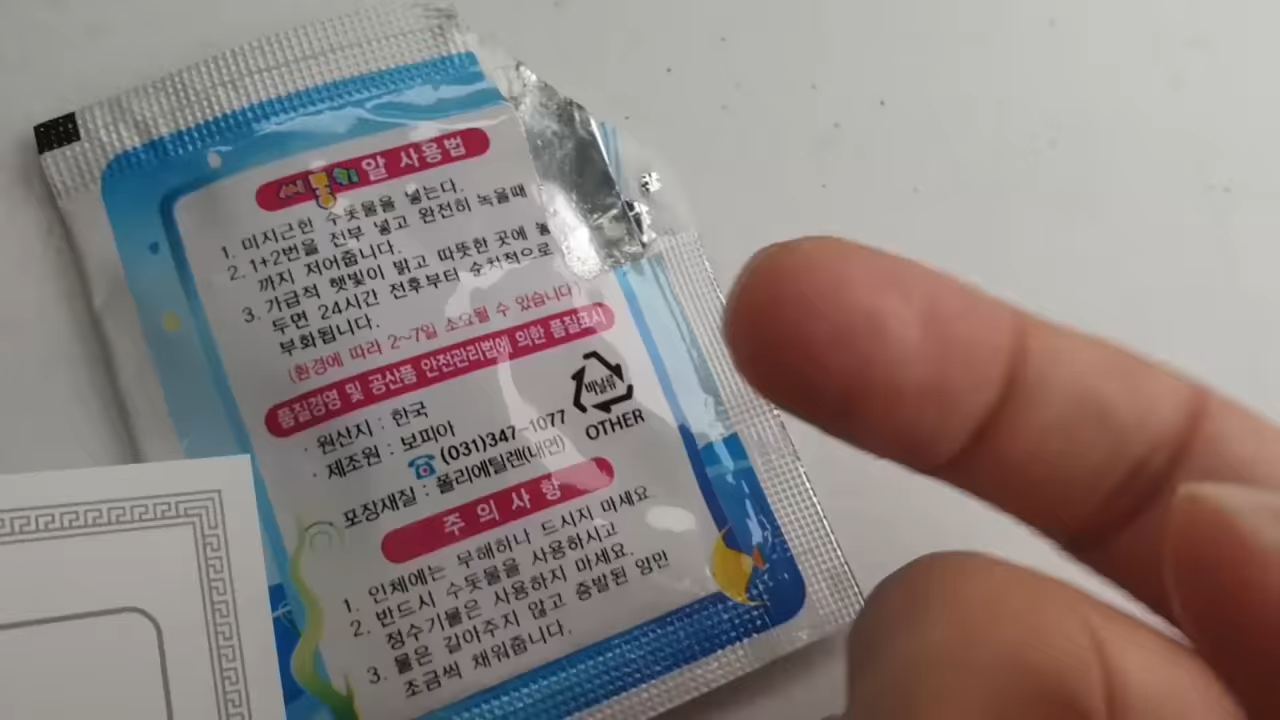 씨몽키 알 사용법
1. 미지근한 수돗물을 넣는다.
2. 1+2번을 전부 넣고 완전히 녹을때
까지 저어줍니다.
3. 가급적 햇빛이 밝고 따뜻한 곳에 놓
두면 24시간 전후부터 순차적으로
부화됩니다.
(환경에 따라 2~7일 소요될 수 있습니다)
품질경영 및 공산품 안전관리법에 의한 품질표시
· 원산지 : 한국
· 제조원 : 보피아
☎ (031)347-1077
포장재질 : 폴리에틸렌(내면)
비닐류
OTHER
주 의 사 항
1. 인체에는 무해하나 드시지 마세요
2. 반드시 수돗물을 사용하시고
정수기물은 사용하지 마세요.
3. 물은 갈아주지 않고 증발된 양만
조금씩 채워줍니다.